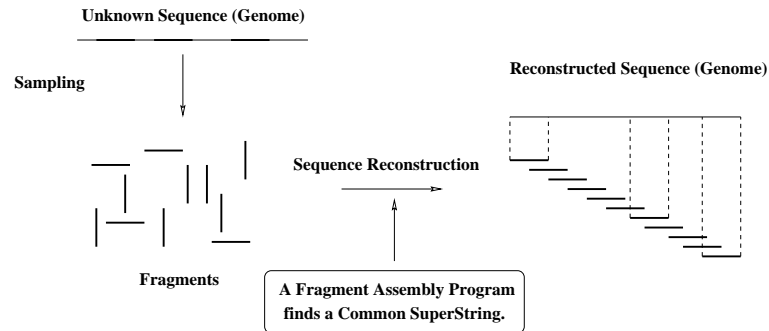 Unknown Sequence (Genome)
Sampling
Reconstructed Sequence (Genome)
Sequence Reconstruction
Fragments
A Fragment Assembly Program
finds a Common SuperString.